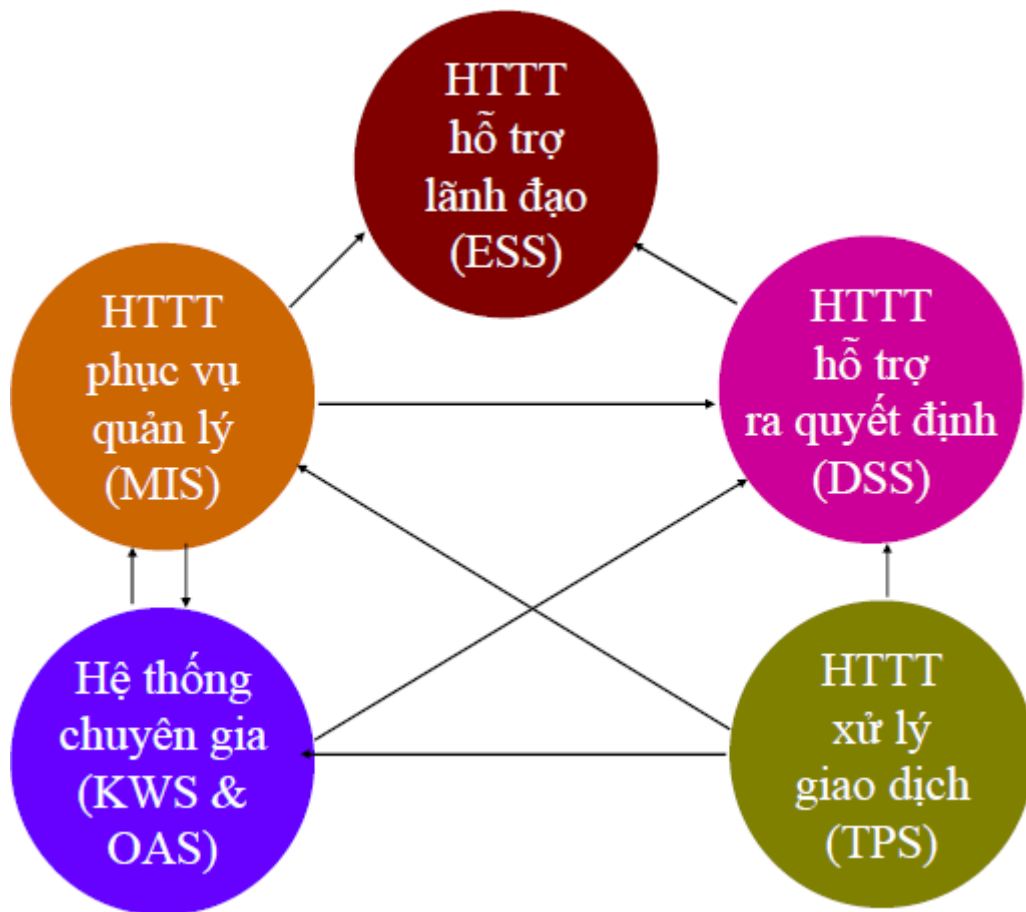 HTTT
hỗ trợ
lãnh đạo
(ESS)
HTTT
phục vụ
quản lý
(MIS)
HTTT
hỗ trợ
ra quyết định
(DSS)
Hệ thống
chuyên gia
(KWS &
OAS)
HTTT
xử lý
giao dịch
(TPS)